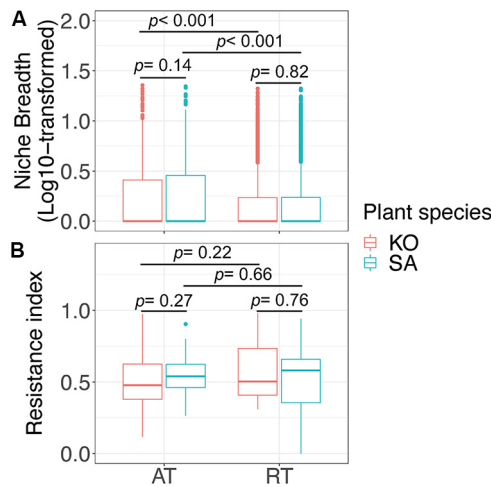 A
2.0
p< 0.001
p< 0.001
1.5
p= 0.14
p= 0.82
1.0
0.5
0.0
Niche Breadth
(Log10-transformed)
Plant species
KO
SA
B
p= 0.22
p= 0.66
p= 0.27
p= 0.76
1.0
0.5
0.0
Resistance index
AT
RT